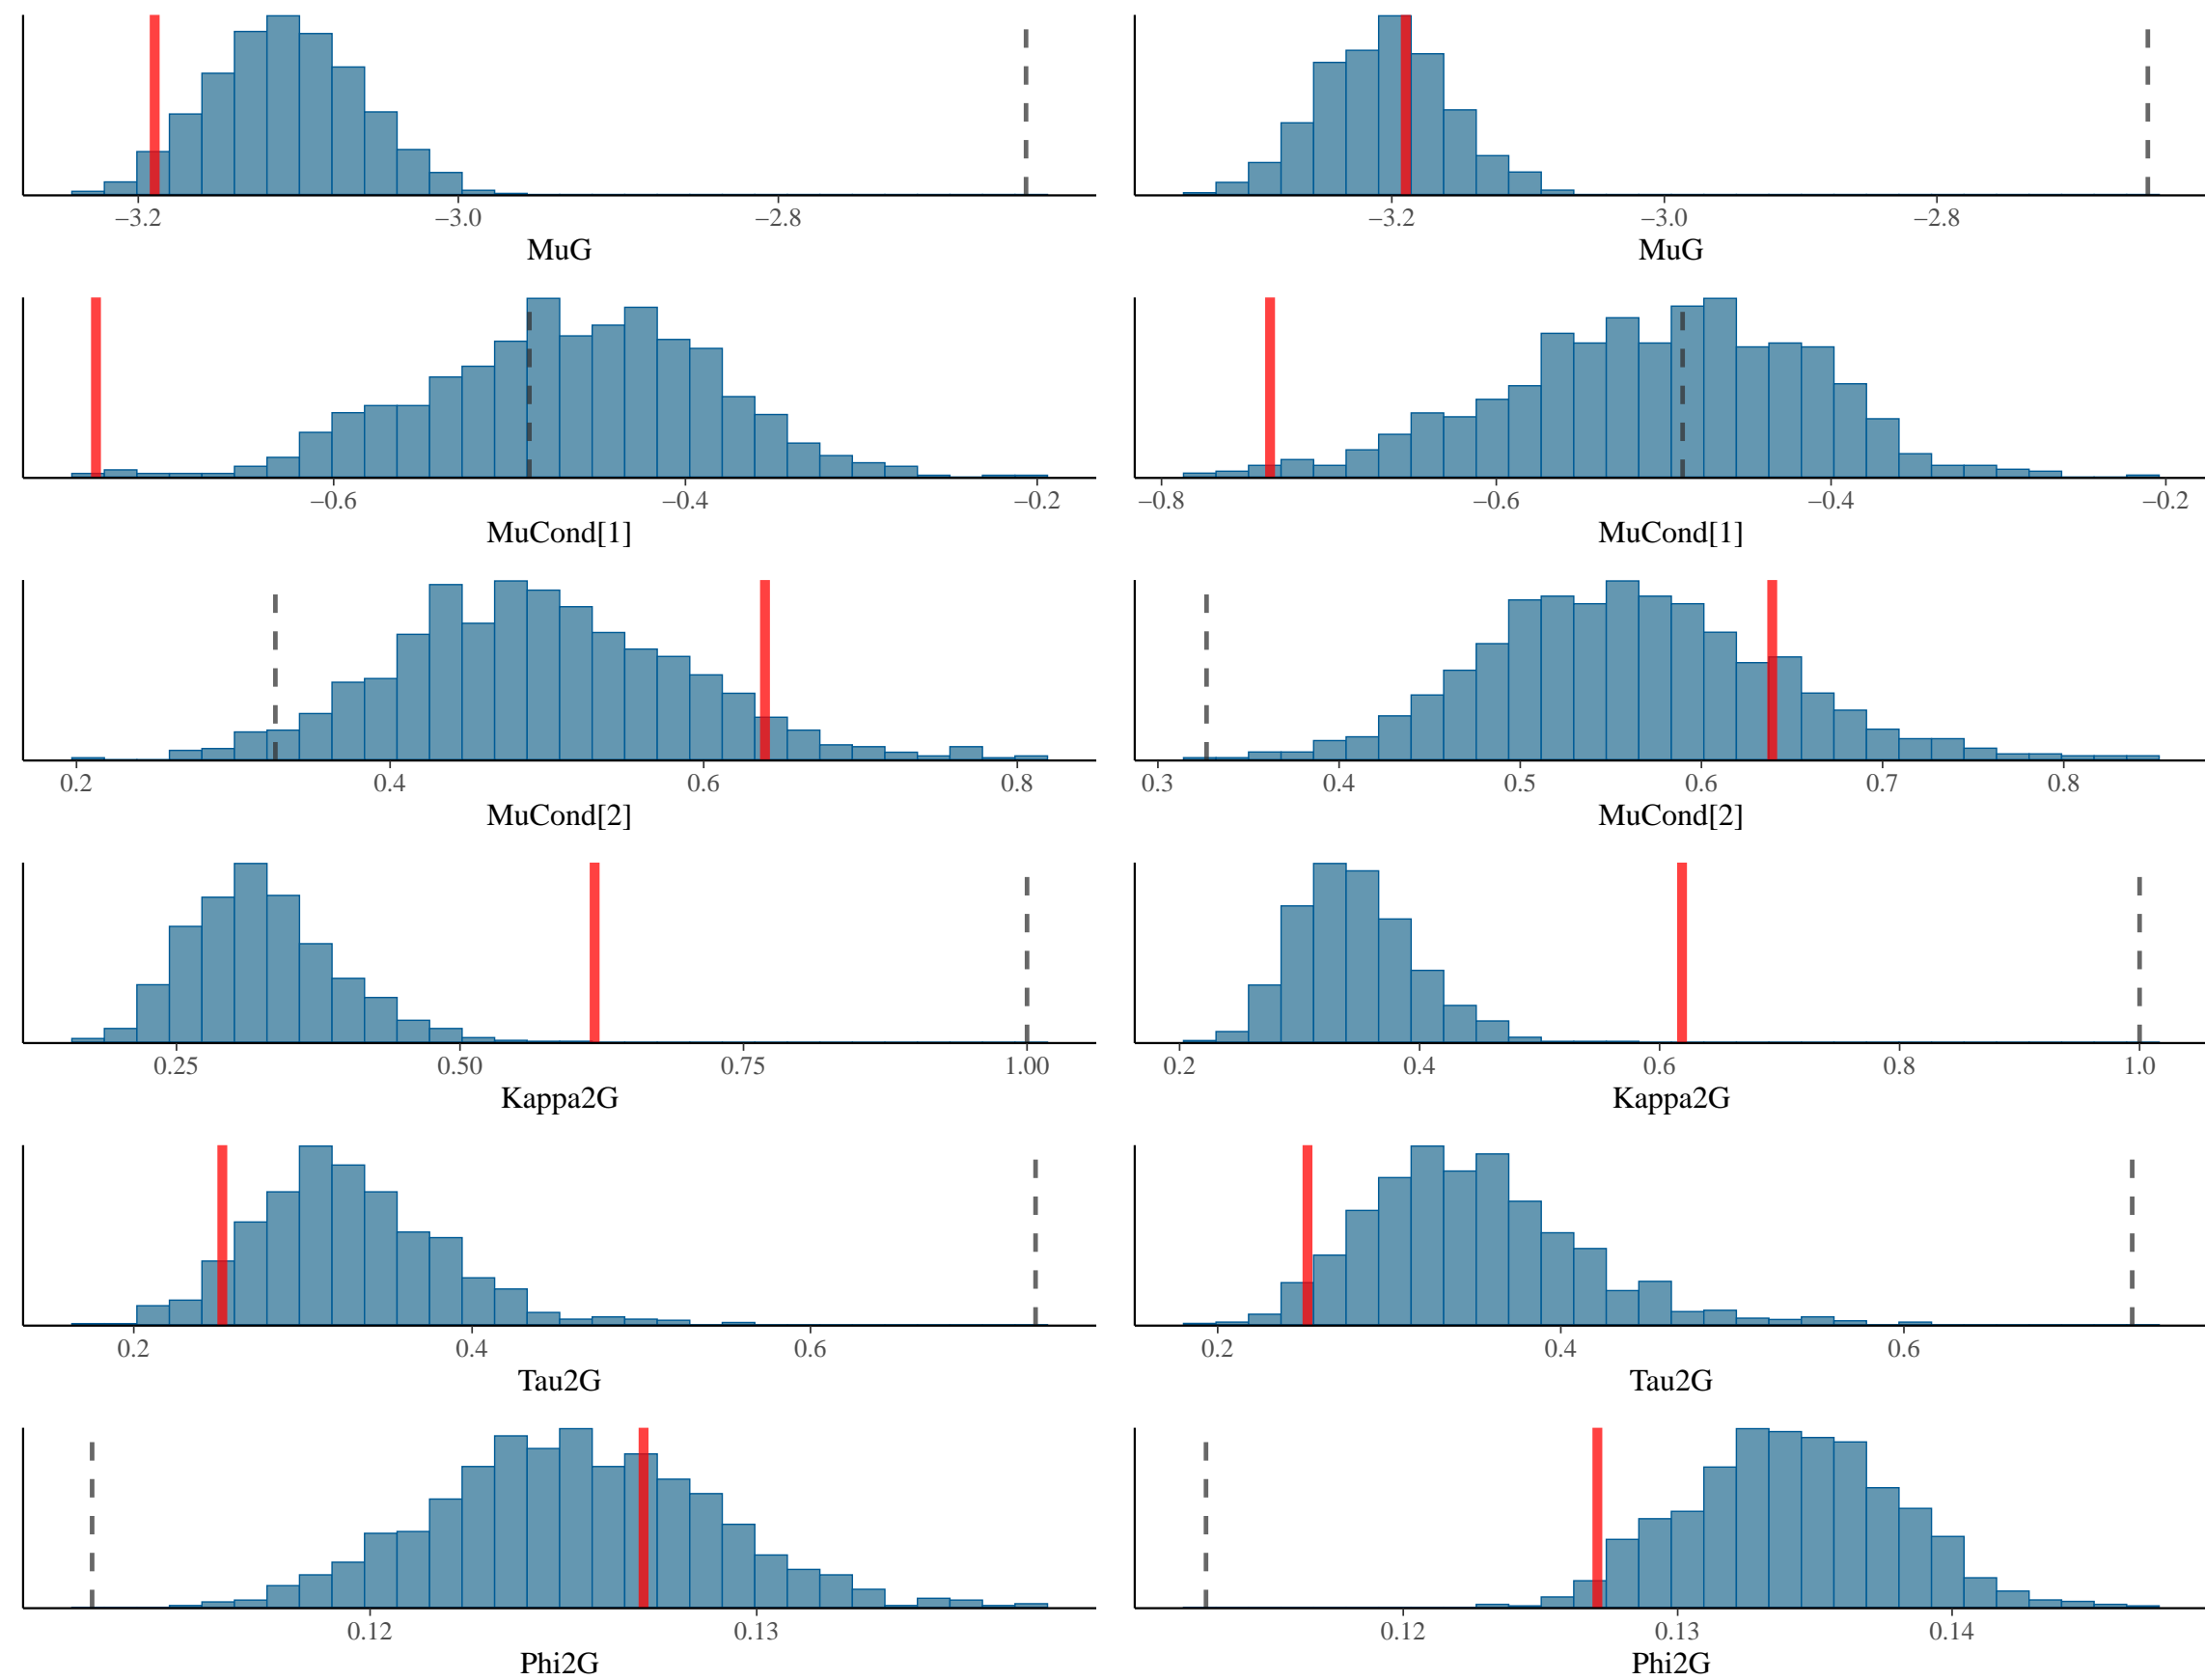 −3.2 −3.0 −2.8 −3.2 −3.0 −2.8
MuG MuG
−0.6 −0.4 −0.2 −0.8 −0.6 −0.4 −0.2
MuCond[1] MuCond[1]
0.2 0.4 0.6 0.8 0.3 0.4 0.5 0.6 0.7 0.8
MuCond[2] MuCond[2]
0.25 0.50 0.75 1.00 0.2 0.4 0.6 0.8 1.0
Kappa2G Kappa2G
0.2 0.4 0.6 0.2 0.4 0.6
Tau2G Tau2G
0.12 0.13 0.12 0.13 0.14
Phi2G Phi2G